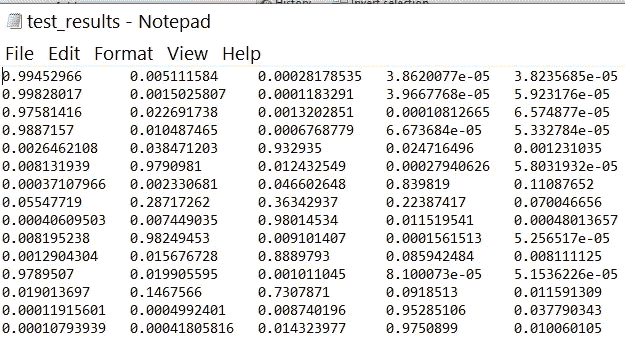 test_results - Notepad
File Edit Format View Help
0.99452966 0.005111584 0.00028178535 3.8620077e-05 3.8235685e-05
0.99828017 0.0015025807 0.0001183291 3.9667768e-05 5.923176e-05
0.97581416 0.022691738 0.0013202851 0.00010812665 6.574877e-05
0.9887157 0.010487465 0.0006768779 6.673684e-05 5.332784e-05
0.0026462108 0.038471203 0.932935 0.024716496 0.001231035
0.008131939 0.9790981 0.012432549 0.00027940626 5.8031932e-05
0.00037107966 0.002330681 0.046602648 0.839819 0.11087652
0.05547719 0.28717262 0.36342937 0.22387417 0.070046656
0.00040609503 0.007449035 0.98014534 0.011519541 0.00048013657
0.008195238 0.98249453 0.009101407 0.0001561513 5.256517e-05
0.0012904304 0.015676728 0.8889793 0.085942484 0.008111125
0.9789507 0.019905595 0.001011045 8.100073e-05 5.1536226e-05
0.019013697 0.1467566 0.7307871 0.0918513 0.011591309
0.00011915601 0.0004992401 0.008740196 0.95285106 0.037790343
0.00010793939 0.00041805816 0.014323977 0.9750899 0.010060105